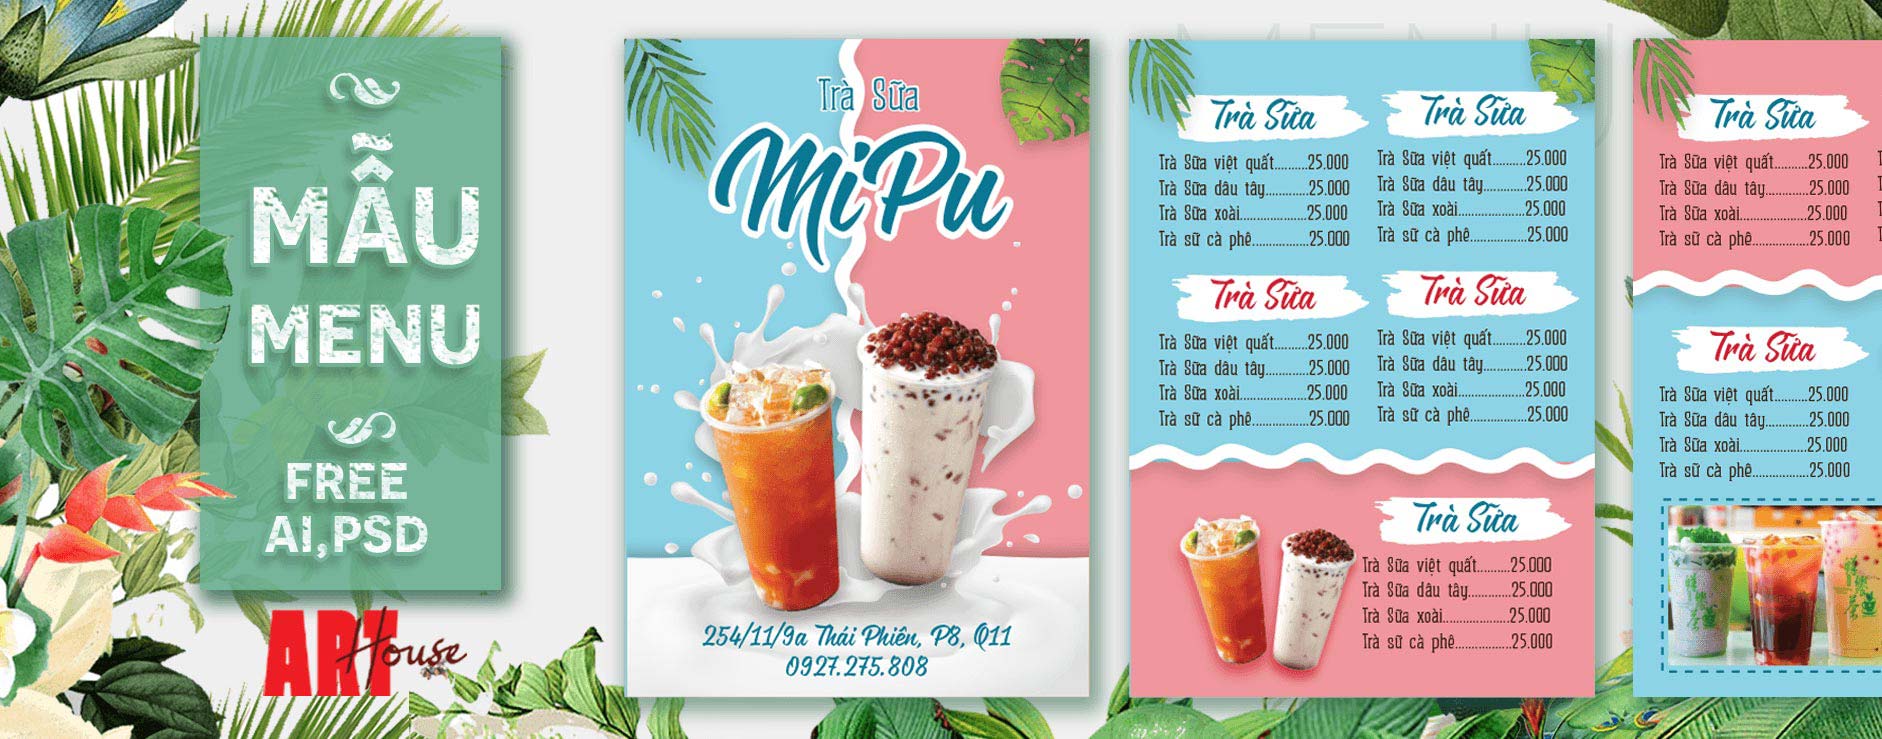 MENU
MẪU
MENU
FREE
AI,PSD
ART House
Trà Sữa
MiPu
254/11/9a Thái Phiên, P8, Q11
0927.275.808
Trà Sữa
Trà Sữa việt quất.........25.000
Trà Sữa dâu tây............25.000
Trà Sữa xoài..................25.000
Trà sữ cà phê...............25.000
Trà Sữa
Trà Sữa việt quất.........25.000
Trà Sữa dâu tây............25.000
Trà Sữa xoài..................25.000
Trà sữ cà phê...............25.000
Trà Sữa
Trà Sữa việt quất.........25.000
Trà Sữa dâu tây............25.000
Trà Sữa xoài..................25.000
Trà sữ cà phê...............25.000
Trà Sữa
Trà Sữa việt quất.........25.000
Trà Sữa dâu tây............25.000
Trà Sữa xoài..................25.000
Trà sữ cà phê...............25.000
Trà Sữa
Trà Sữa việt quất.........25.000
Trà Sữa dâu tây............25.000
Trà Sữa xoài..................25.000
Trà sữ cà phê...............25.000
Trà Sữa
Trà Sữa việt quất.........25.000
Trà Sữa dâu tây............25.000
Trà Sữa xoài..................25.000
Trà sữ cà phê...............25.000
Trà Sữa
Trà Sữa việt quất.........25.000
Trà Sữa dâu tây............25.000
Trà Sữa xoài..................25.000
Trà sữ cà phê...............25.000